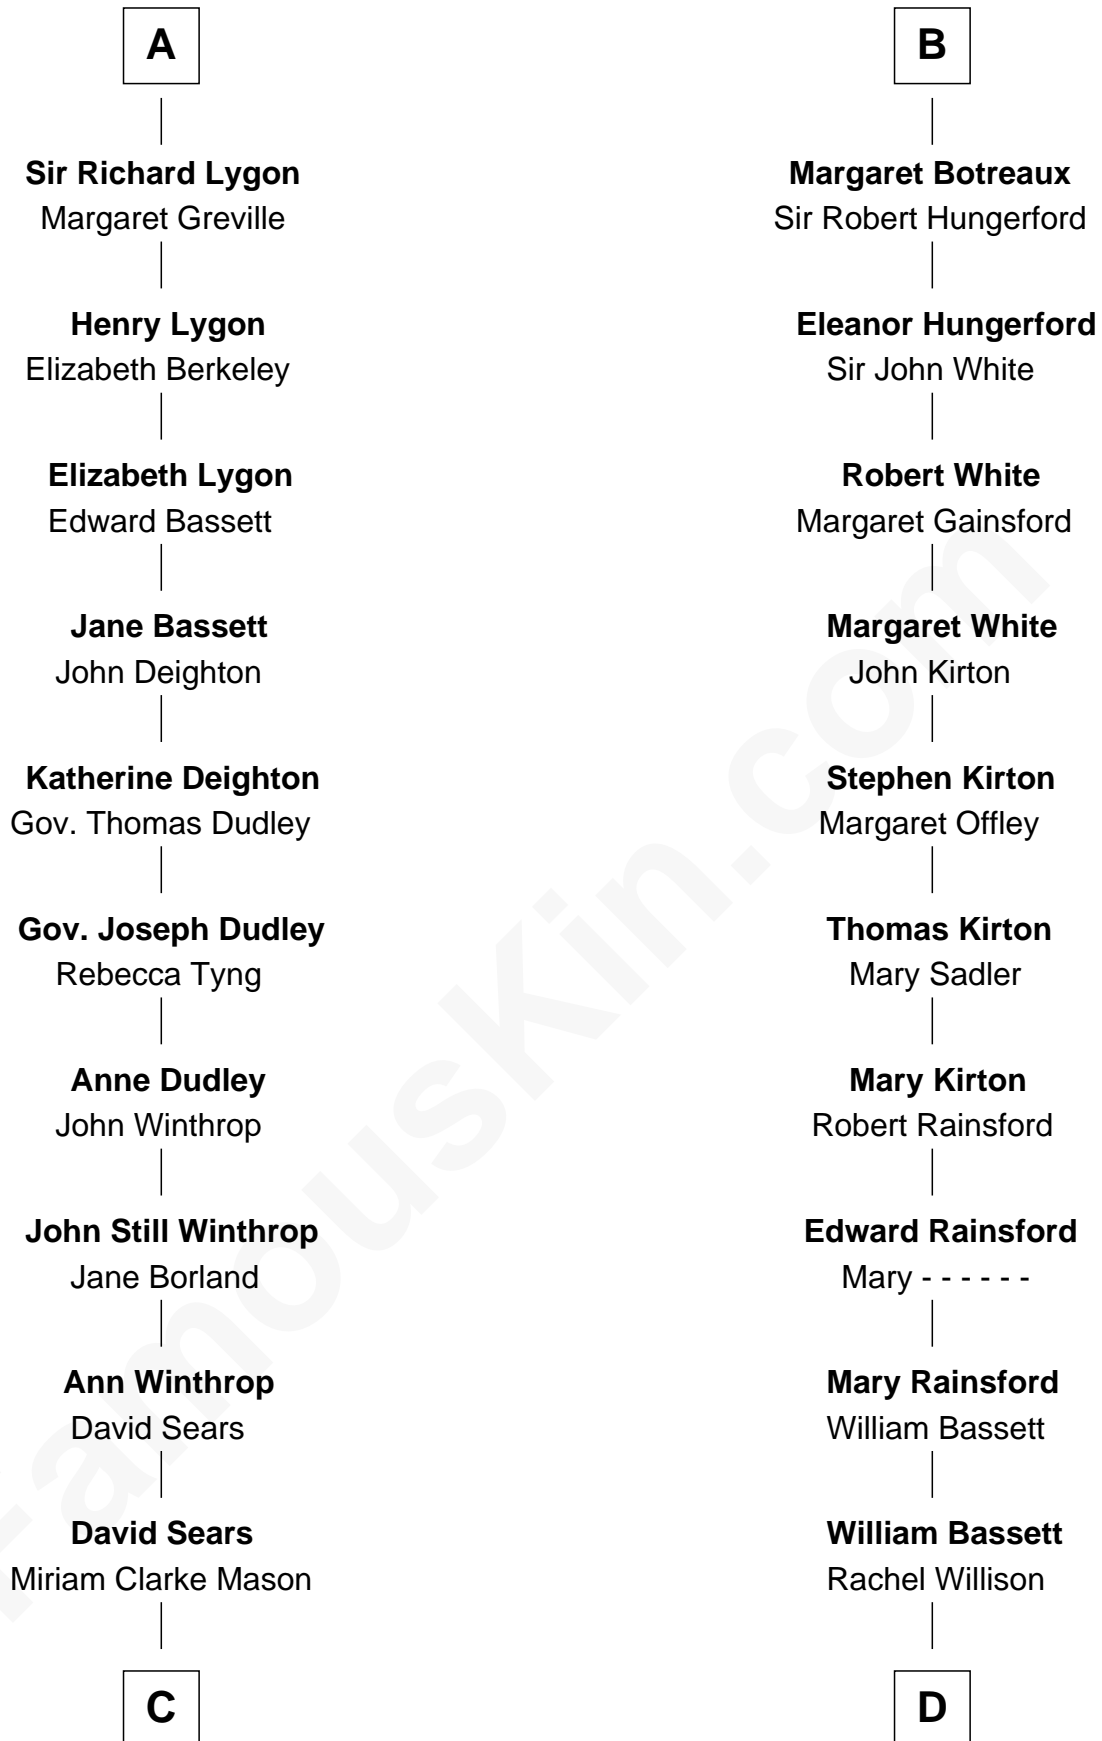 A
Sir Richard Lygon
Margaret Greville
Henry Lygon
Elizabeth Berkeley
Elizabeth Lygon
Edward Bassett
Jane Bassett
John Deighton
Katherine Deighton
Gov. Thomas Dudley
Gov. Joseph Dudley
Rebecca Tyng
Anne Dudley
John Winthrop
John Still Winthrop
Jane Borland
Ann Winthrop
David Sears
David Sears
Miriam Clarke Mason
C
B
Margaret Botreaux
Sir Robert Hungerford
Eleanor Hungerford
Sir John White
Robert White
Margaret Gainsford
Margaret White
John Kirton
Stephen Kirton
Margaret Offley
Thomas Kirton
Mary Sadler
Mary Kirton
Robert Rainsford
Edward Rainsford
Mary - - - - - -
Mary Rainsford
William Bassett
William Bassett
Rachel Willison
D
FamousKin.com